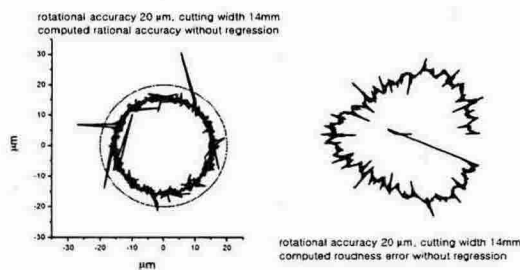 rotational accuracy 20 µm, cutting width 14mm
computed rational accuracy without regression
30
20
10
0
-10
-20
-30
µm
-30
-20
-10
0
10
20
µm
rotational accuracy 20 µm, cutting width 14mm
computed roudness error without regression